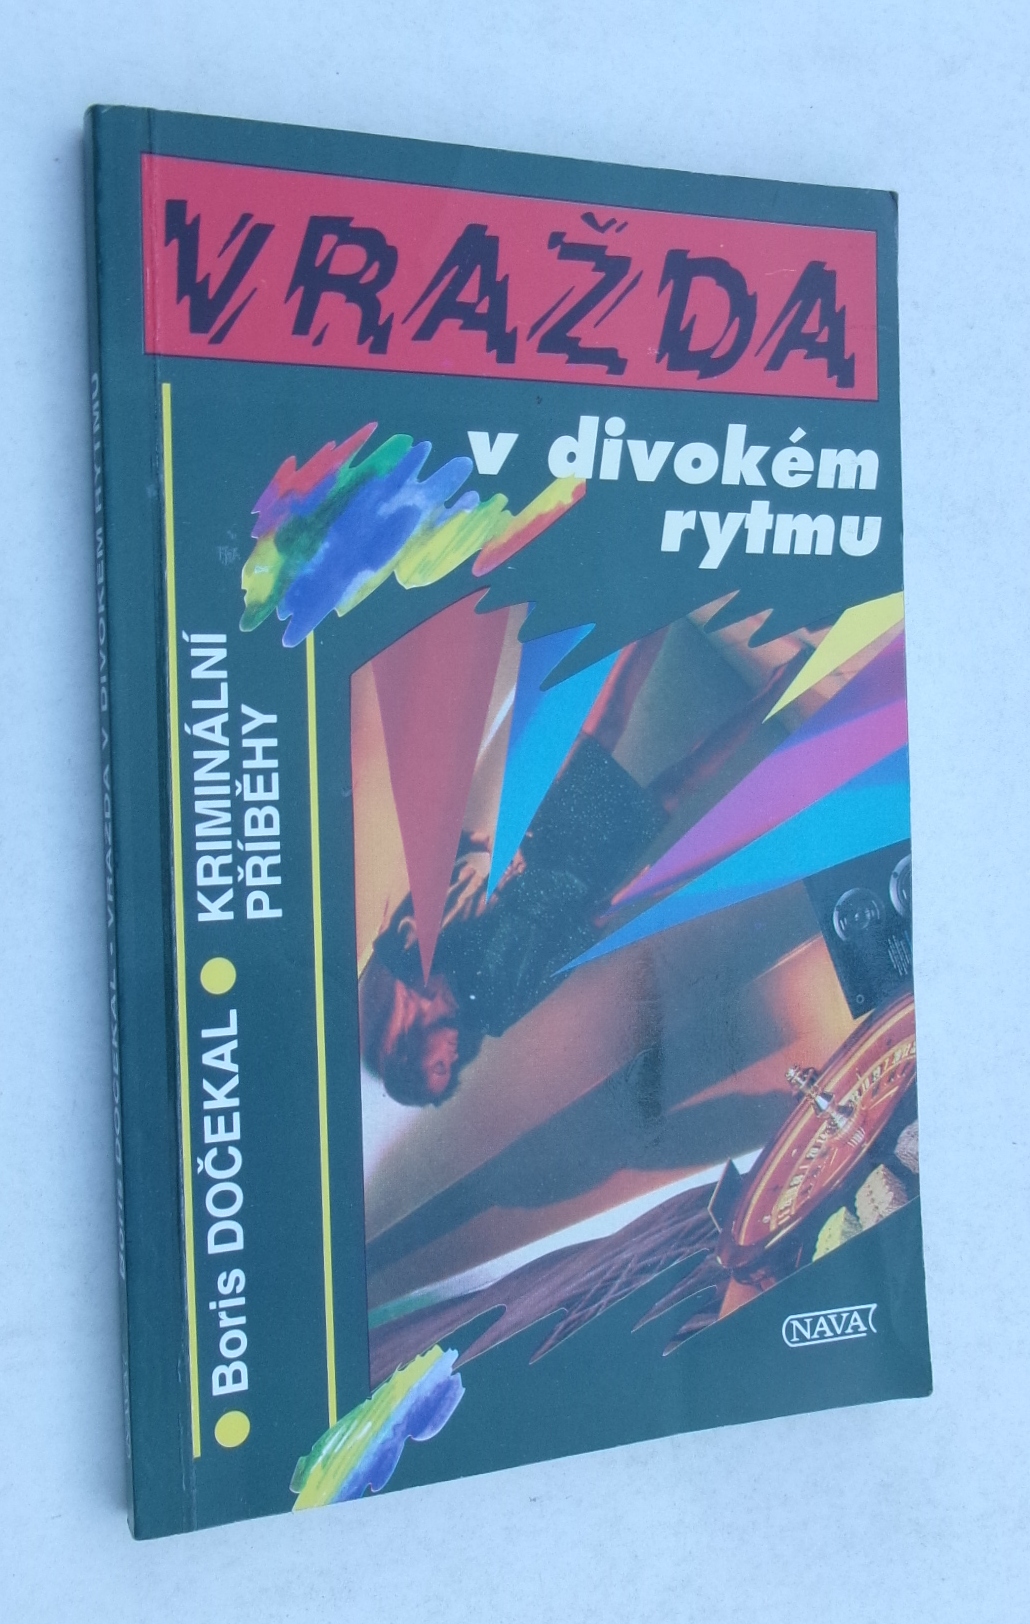 VRAŽDA
v divokém
rytmu
Boris DOČEKAL • KRIMINÁLNÍ
PŘÍBĚHY
NAVA
Boris DOČEKAL - VRAŽDA V DIVOKÉM RYTMU